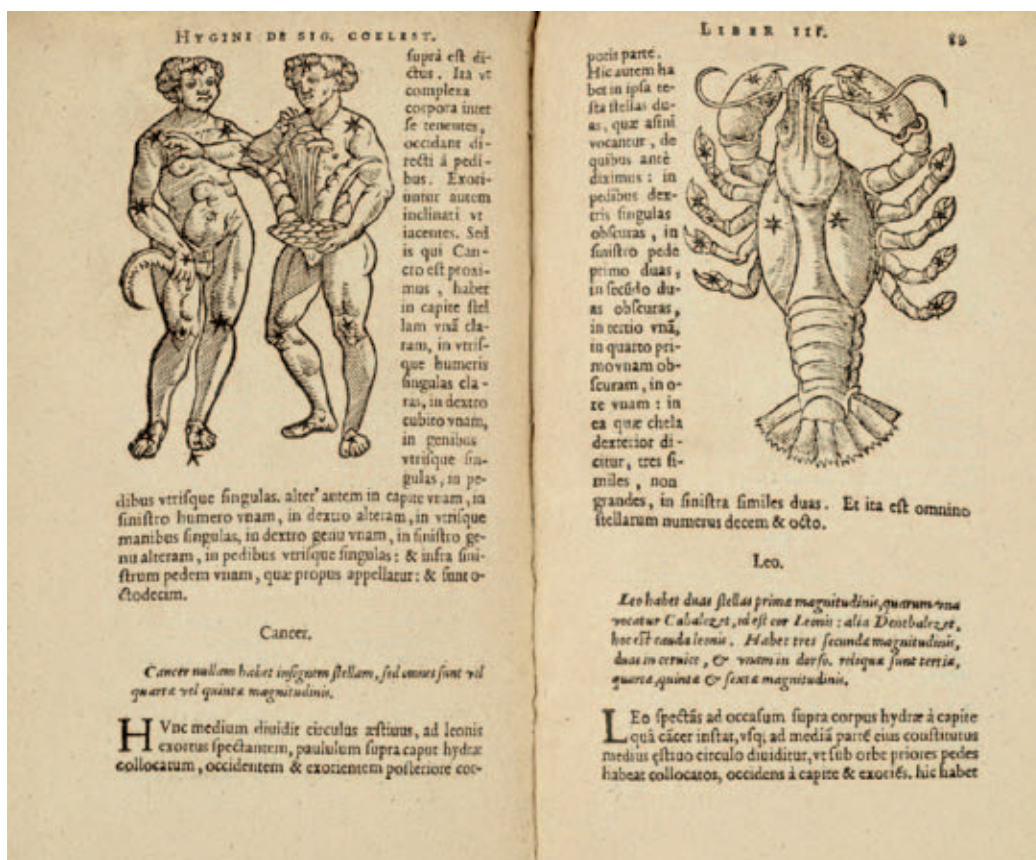 HYGINI DE SIG. COELEST.
suprà est di-
ctus. Ita vt
complexa
corpora inter
se tenentes,
occidant di-
recti à pedi-
bus. Exori-
untur autem
inclinati vt
iacentes. Sed
is qui Can-
cro est proxi-
mus, habet
in capite stel
lam vnã cla-
ram, in vtris-
que humeris
singulas cla-
ras, in dextro
cubito vnam,
in genibus
vtrisque sin-
gulas, in pe-
dibus vtrisque singulas. alter autem in capite vnam, in
sinistro humero vnam, in dextro alteram, in vtrisque
manibus singulas, in dextro genu vnam, in sinistro ge-
nu alteram, in pedibus vtrisque singulas: & infra sini-
strum pedem vnam, quæ propus appellatur: & sunt o-
ctodecim.
Cancer.
Cancer nullam habet insignem stellam, sed omnes sunt vel
quartæ vel quintæ magnitudinis.
HVnc medium diuidit circulus æstiuus, ad leonis
exortus spectantem, paululum supra caput hydræ
collocatum, occidentem & exorientem posteriore cor-
LIBER III.
82
poris parte.
Hic autem ha
bet in ipsa te-
sta stellas du-
as, quæ asini
vocantur, de
quibus antè
diximus: in
pedibus dex-
tris singulas
obscuras, in
sinistro pede
primo duas,
in secũdo du-
as obscuras,
in tertio vnã,
in quarto pri-
mo vnam ob-
scuram, in o-
re vnam: in
ea quæ chela
dexterior di-
citur, tres si-
miles, non
grandes, in sinistra similes duas. Et ita est omnino
stellarum numerus decem & octo.
Leo.
Leo habet duas stellas primæ magnitudinis, quarum vna
vocatur Cabalezet, id est cor Leonis: alia Denebalezet,
hoc est cauda leonis. Habet tres secundæ magnitudinis,
duas in ceruice, & vnam in dorso. reliquæ sunt tertiæ,
quartæ, quintæ & sextæ magnitudinis.
LEo spectãs ad occasum supra corpus hydræ à capite
quà cãcer instat, vsq; ad mediã partẽ eius constitutus
medius ęstiuo circulo diuiditur, vt sub orbe priores pedes
habeat collocatos, occidens à capite & exoriẽs. hic habet